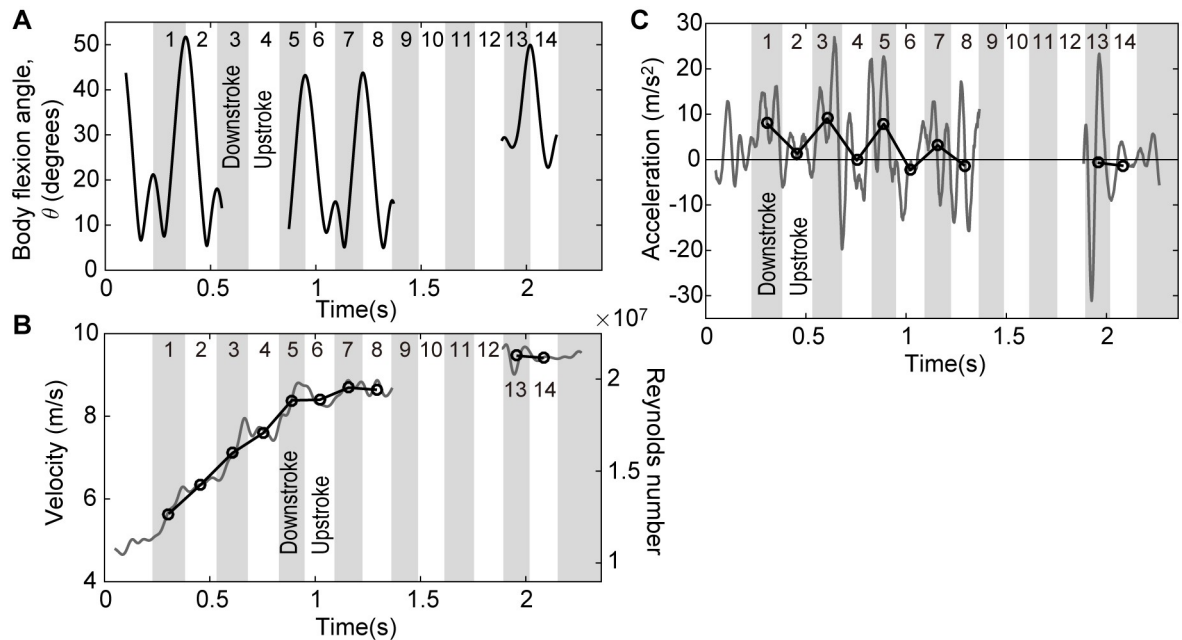 A
Body flexion angle,
θ (degrees)
50
40
30
20
10
0
1 2 3 4 5 6 7 8 9 10 11 12 13 14
Downstroke
Upstroke
0 0.5 1 1.5 2
Time(s)
B
Velocity (m/s)
10
8
6
4
×10⁷
1 2 3 4 5 6 7 8 9 10 11 12
13 14
Downstroke
Upstroke
2
1.5
1
Reynolds number
0 0.5 1 1.5 2
Time(s)
C
Acceleration (m/s²)
30
20
10
0
-10
-20
-30
1 2 3 4 5 6 7 8 9 10 11 12 13 14
Downstroke
Upstroke
0 0.5 1 1.5 2
Time(s)